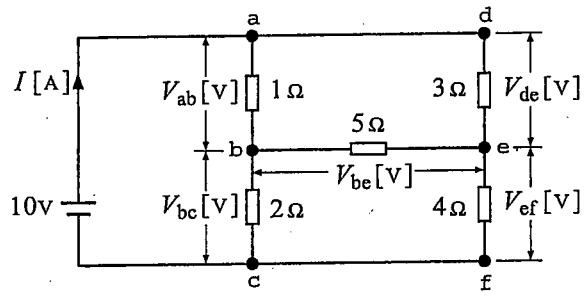 a d
I [A] V_ab [V] 1Ω 3Ω V_de [V]
5Ω
b e
V_be [V]
10V V_bc [V] 2Ω 4Ω V_ef [V]
c f